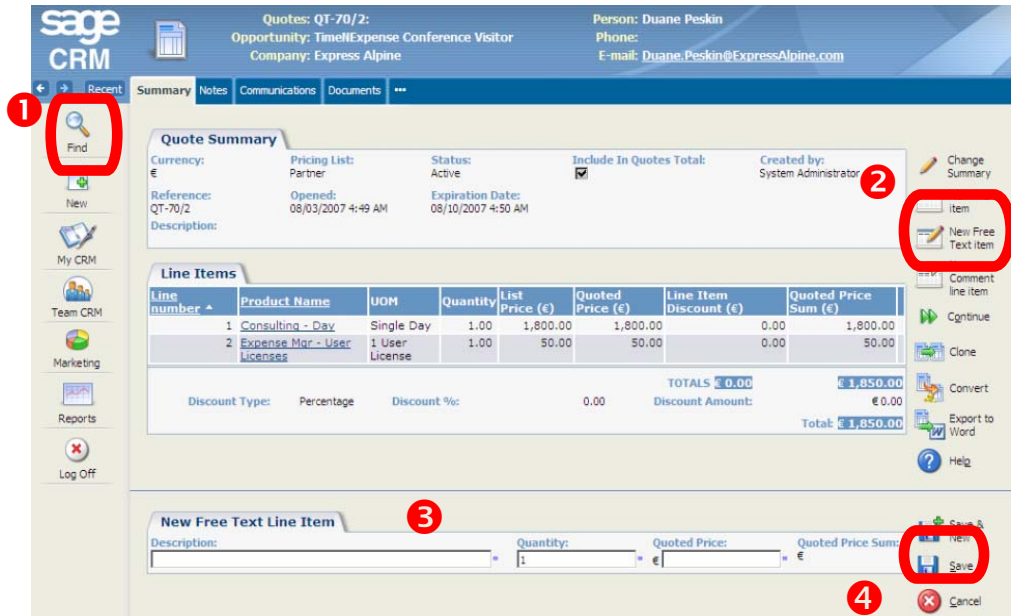 sage
CRM
Quotes: QT-70/2:
Opportunity: TimeNExpense Conference Visitor
Company: Express Alpine
Person: Duane Peskin
Phone:
E-mail: Duane.Peskin@ExpressAlpine.com
Recent
Summary Notes Communications Documents •••
1
Find
New
My CRM
Team CRM
Marketing
Reports
Log Off
Quote Summary
Currency: Pricing List: Status: Include In Quotes Total: Created by:
€ Partner Active System Administrator
Reference: Opened: Expiration Date:
QT-70/2 08/03/2007 4:49 AM 08/10/2007 4:50 AM
Description:
2
Change
Summary
item
New Free
Text item
Comment
line item
Continue
Clone
Convert
Export to
Word
Help
Line Items
Line number Product Name UOM Quantity List Price (€) Quoted Price (€) Line Item Discount (€) Quoted Price Sum (€)
1 Consulting - Day Single Day 1.00 1,800.00 1,800.00 0.00 1,800.00
2 Expense Mgr - User Licenses 1 User License 1.00 50.00 50.00 0.00 50.00
TOTALS € 0.00 € 1,850.00
Discount Type: Percentage Discount %: 0.00 Discount Amount: € 0.00
Total: € 1,850.00
New Free Text Line Item
3
Description: Quantity: Quoted Price: Quoted Price Sum:
1 € €
Save &
New
Save
4
Cancel